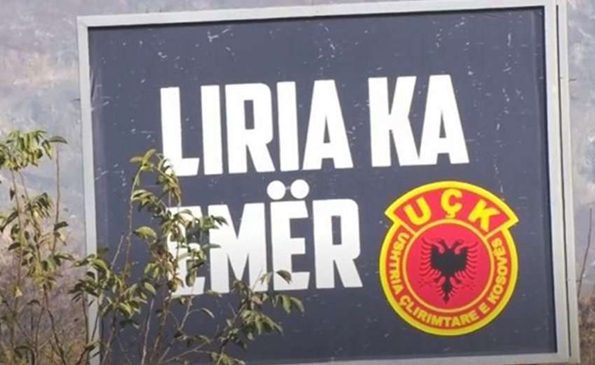 LIRIA KA
EMËR
UÇK
USHTRIA ÇLIRIMTARE E KOSOVËS